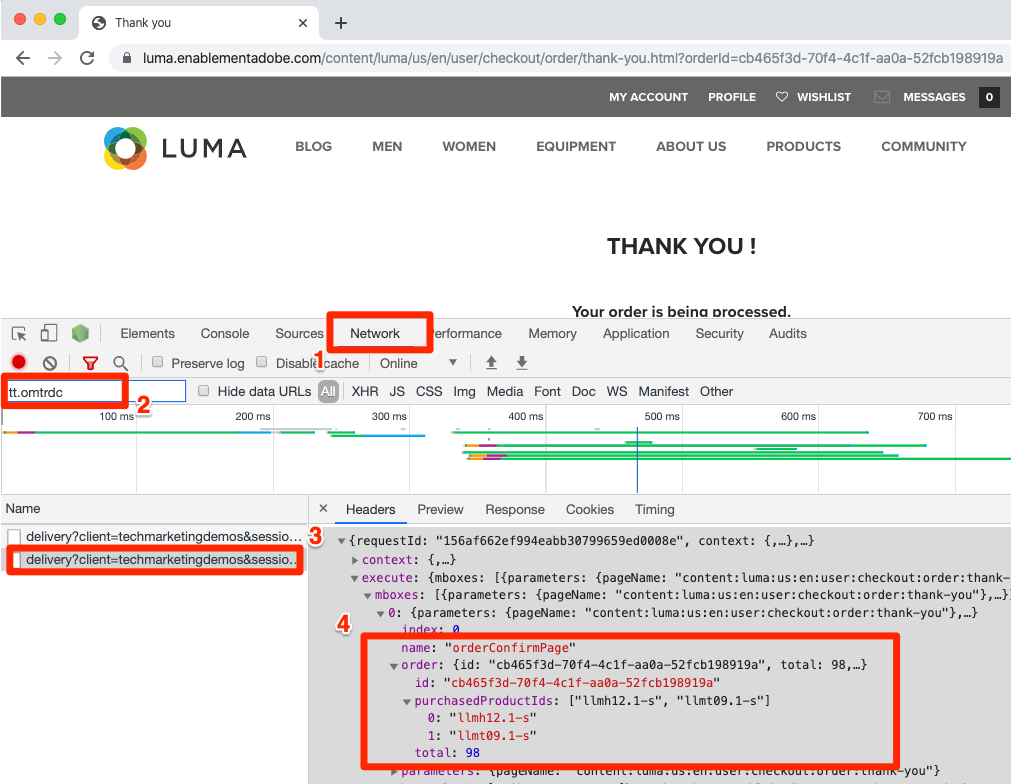 Thank you
luma.enablementadobe.com/content/luma/us/en/user/checkout/order/thank-you.html?orderId=cb465f3d-70f4-4c1f-aa0a-52fcb198919a
MY ACCOUNT PROFILE WISHLIST MESSAGES 0
LUMA BLOG MEN WOMEN EQUIPMENT ABOUT US PRODUCTS COMMUNITY
THANK YOU !
Your order is being processed.
Elements Console Sources Network erformance Memory Application Security Audits
1
Preserve log Disable cache Online
tt.omtrdc 2 Hide data URLs All XHR JS CSS Img Media Font Doc WS Manifest Other
100 ms 200 ms 300 ms 400 ms 500 ms 600 ms 700 ms
Name × Headers Preview Response Cookies Timing
delivery?client=techmarketingdemos&sessio...
3
delivery?client=techmarketingdemos&sessio...
{requestId: "156af662ef994eabb30799659ed0008e", context: {,…},…}
context: {,…}
execute: {mboxes: [{parameters: {pageName: "content:luma:us:en:user:checkout:order:thank-
mboxes: [{parameters: {pageName: "content:luma:us:en:user:checkout:order:thank-you"},…}
0: {parameters: {pageName: "content:luma:us:en:user:checkout:order:thank-you"},…}
4
index: 0
name: "orderConfirmPage"
order: {id: "cb465f3d-70f4-4c1f-aa0a-52fcb198919a", total: 98,…}
id: "cb465f3d-70f4-4c1f-aa0a-52fcb198919a"
purchasedProductIds: ["llmh12.1-s", "llmt09.1-s"]
0: "llmh12.1-s"
1: "llmt09.1-s"
total: 98
parameters: {pageName: "content:luma:us:en:user:checkout:order:thank-you"}